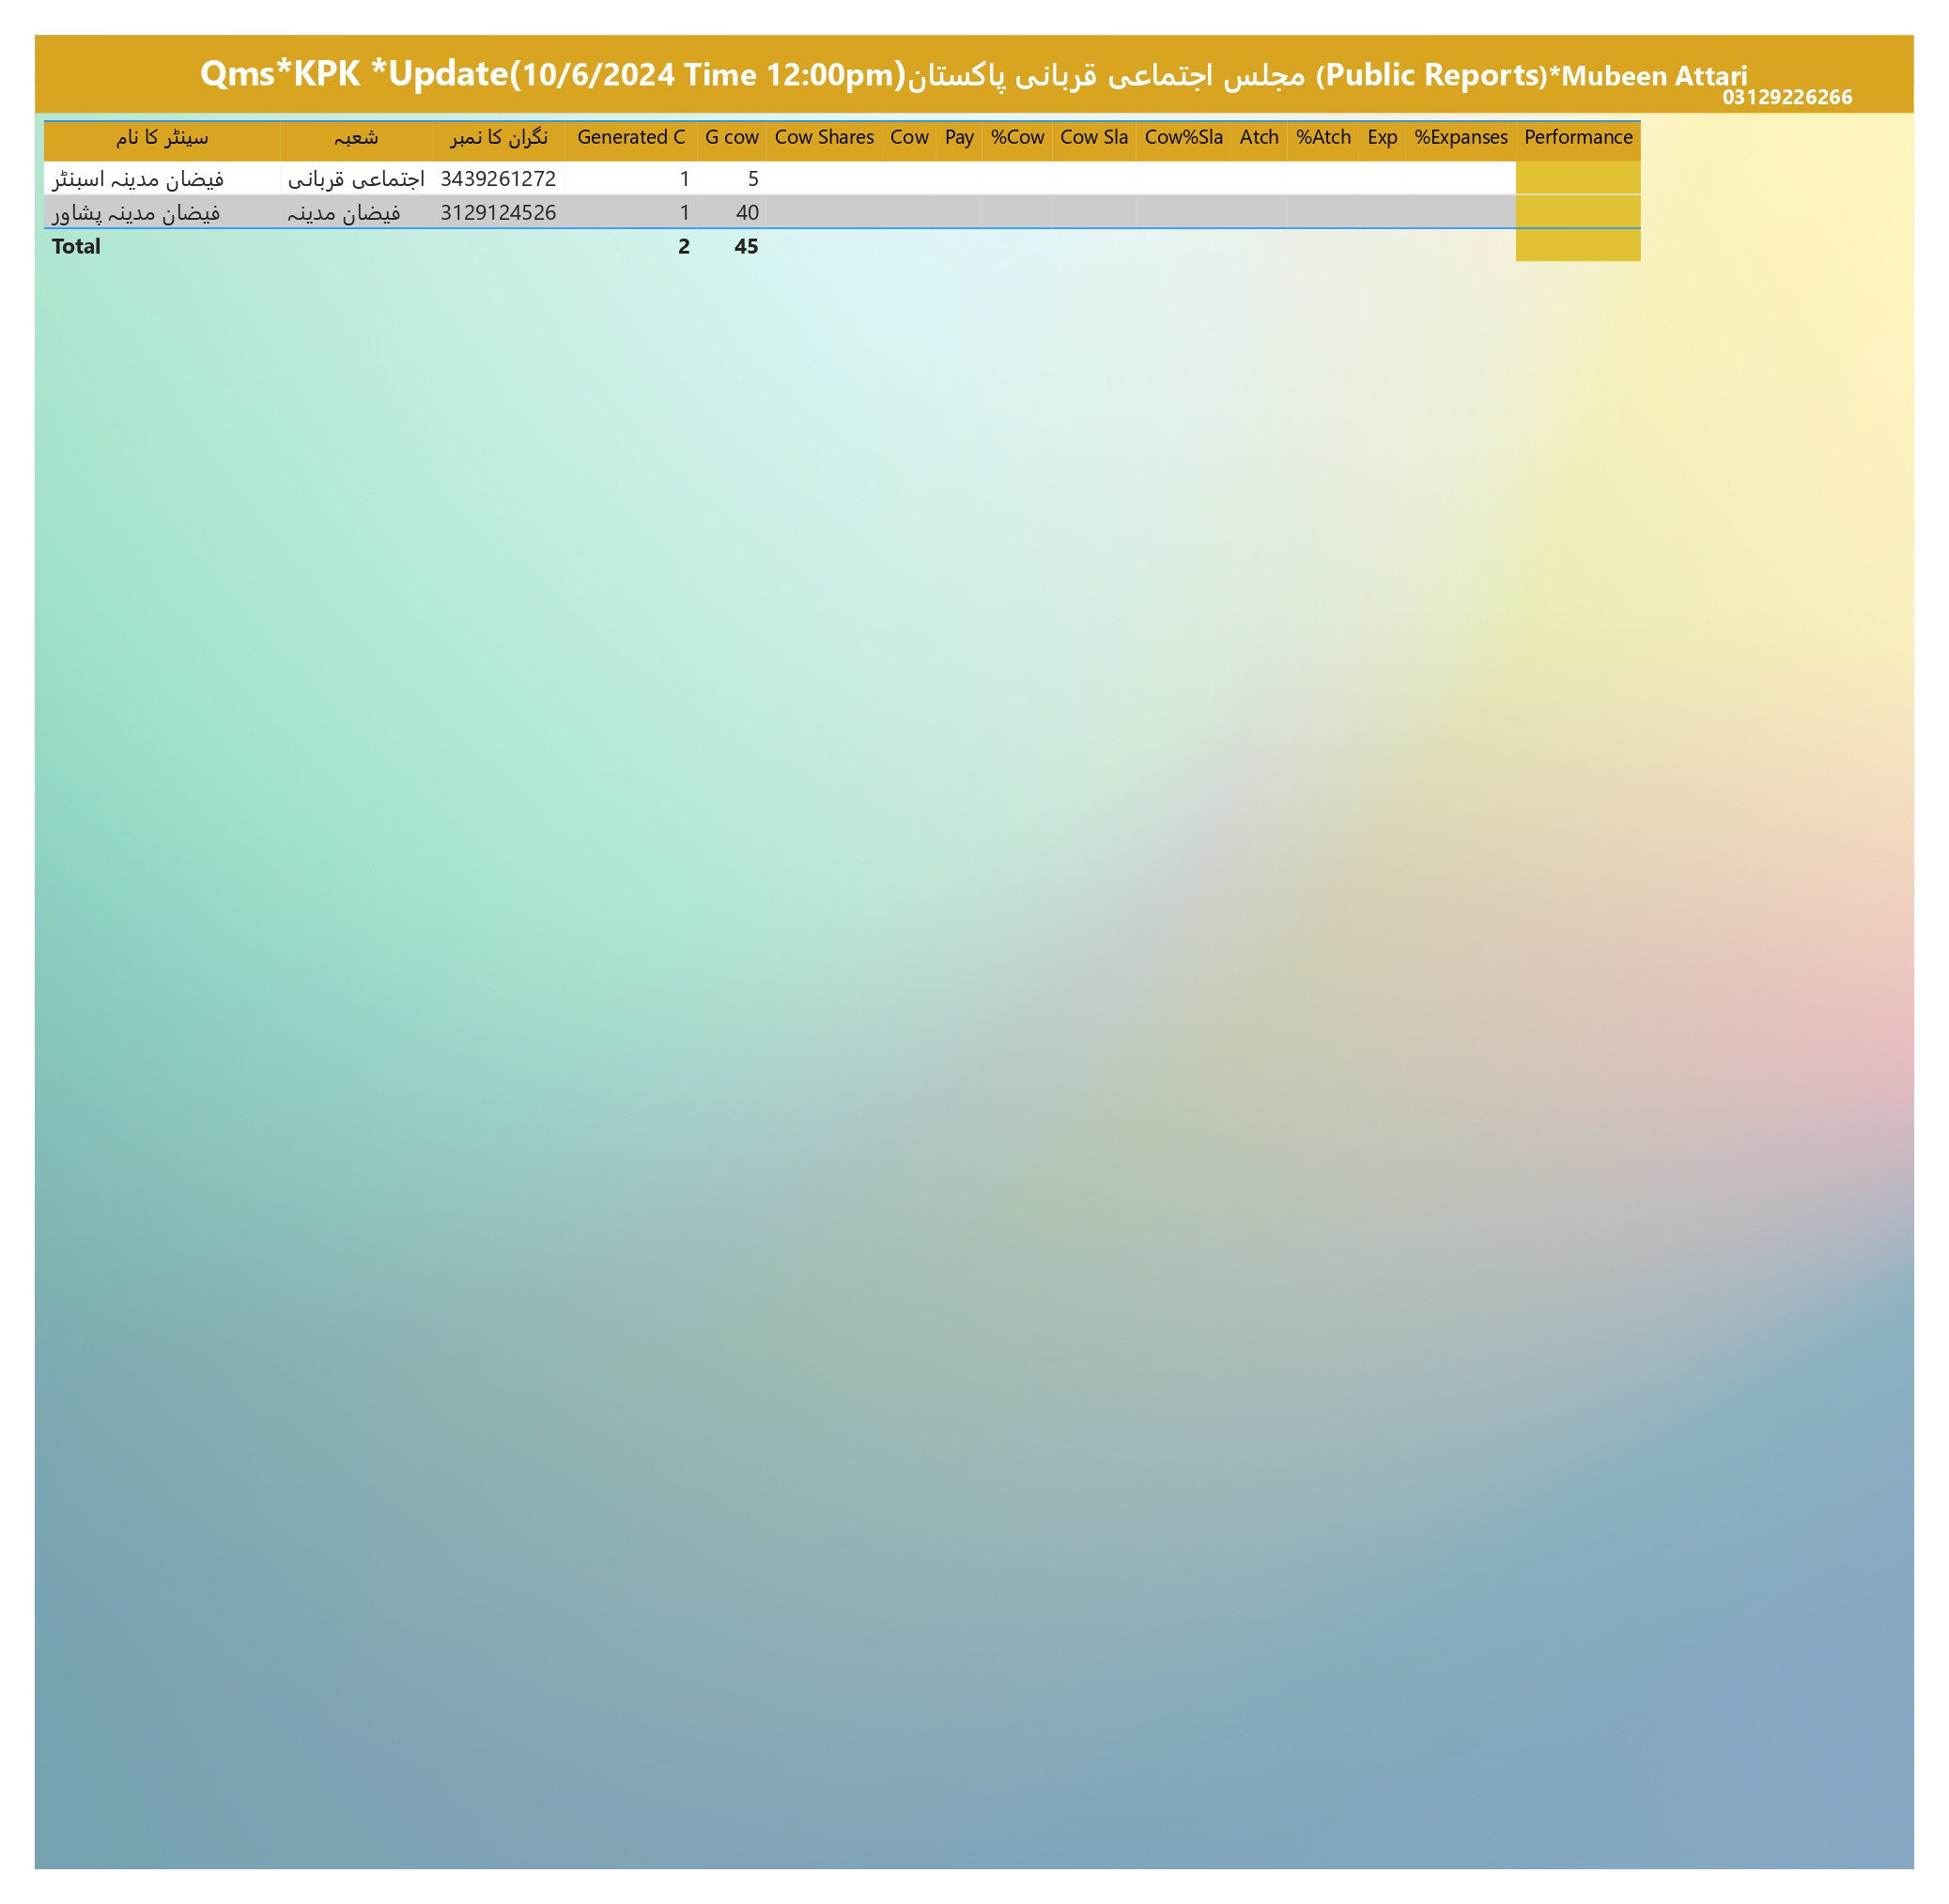 Qms*KPK *Update(10/6/2024 Time 12:00pm)مجلس اجتماعی قربانی پاکستان (Public Reports)*Mubeen Attari
03129226266
سینٹر کا نام شعبہ نگران کا نمبر Generated C G cow Cow Shares Cow Pay %Cow Cow Sla Cow%Sla Atch %Atch Exp %Expanses Performance
فیضان مدینہ اسبنٹر اجتماعی قربانی 3439261272 1 5
فیضان مدینہ پشاور فیضان مدینہ 3129124526 1 40
Total 2 45